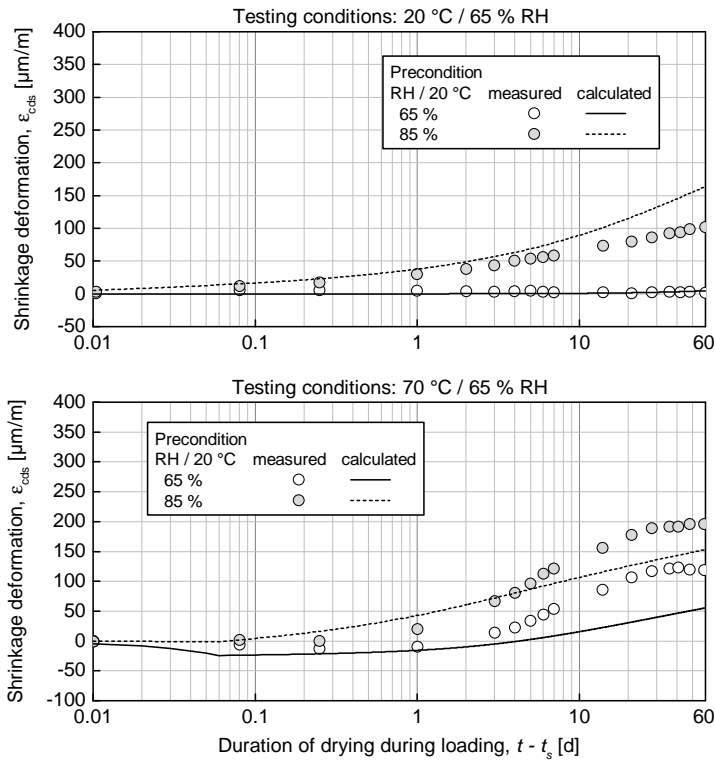 Testing conditions: 20 °C / 65 % RH
400
350
300
250
200
150
100
50
0
-50
Shrinkage deformation, ε_cds [µm/m]
Precondition
RH / 20 °C measured calculated
65 %
85 %
0.01 0.1 1 10 60
Testing conditions: 70 °C / 65 % RH
400
350
300
250
200
150
100
50
0
-50
-100
Shrinkage deformation, ε_cds [µm/m]
Precondition
RH / 20 °C measured calculated
65 %
85 %
0.01 0.1 1 10 60
Duration of drying during loading, t - t_s [d]